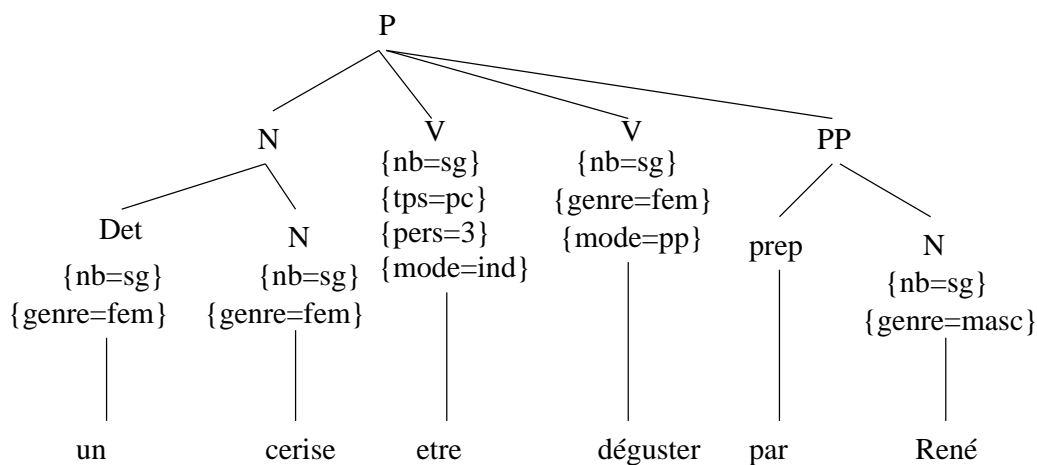 P
N V V PP
{nb=sg} {nb=sg}
{tps=pc} {genre=fem}
Det N {pers=3} {mode=pp} prep N
{nb=sg} {nb=sg} {mode=ind} {nb=sg}
{genre=fem} {genre=fem} {genre=masc}
un cerise etre déguster par René